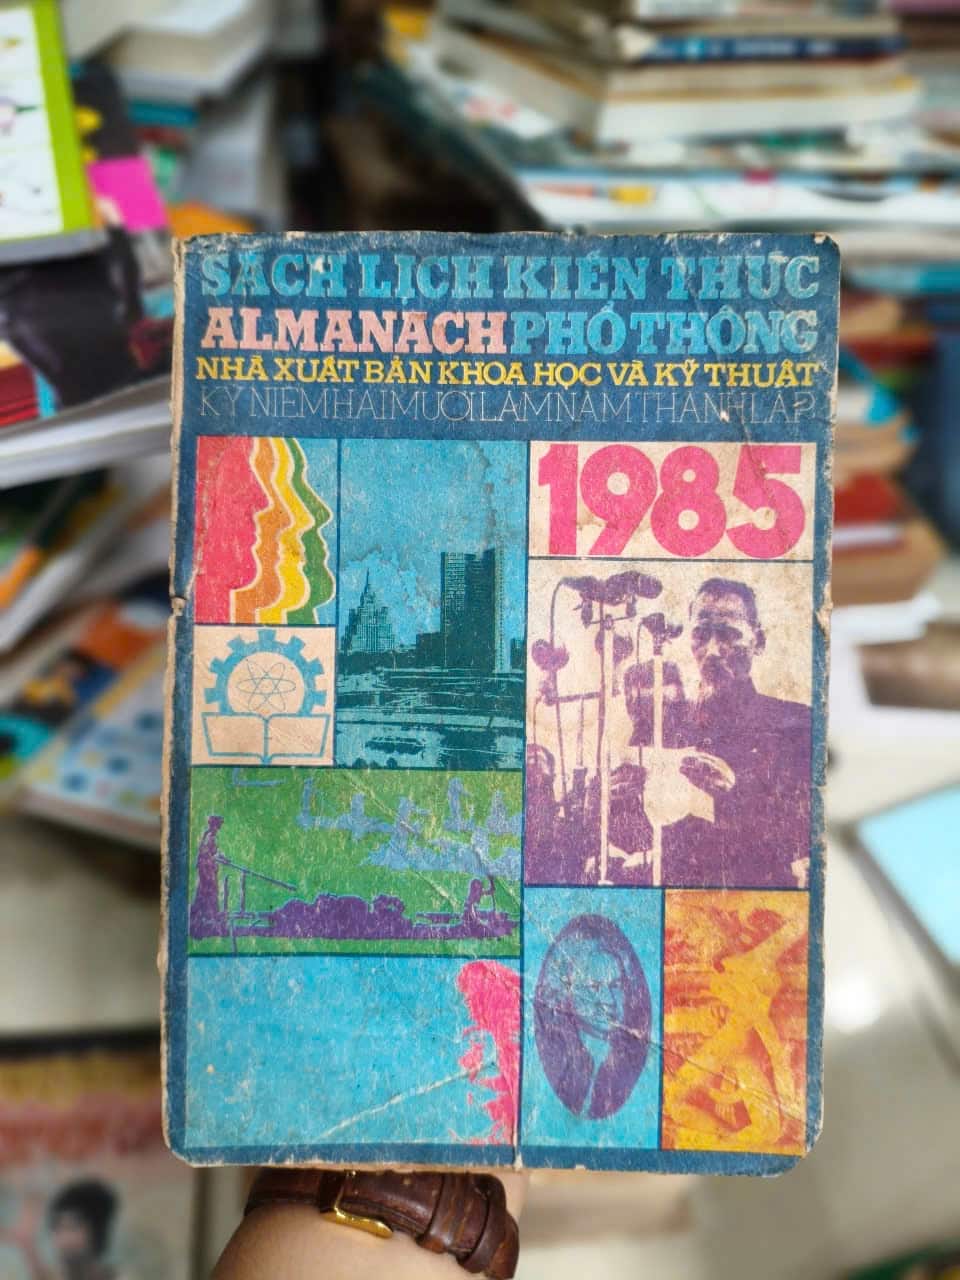 SÁCH LỊCH KIẾN THỨC
ALMANACH PHỔ THÔNG
NHÀ XUẤT BẢN KHOA HỌC VÀ KỸ THUẬT
KỶ NIỆM HAI MƯƠI LĂM NĂM THÀNH LẬP
1985